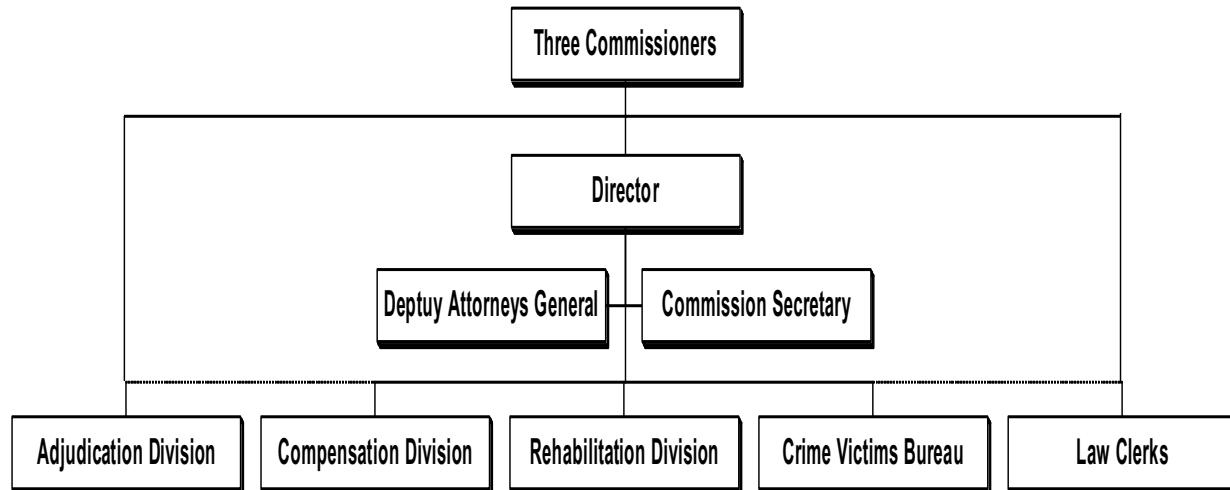 Three Commissioners
Director
Deptuy Attorneys General
Commission Secretary
Adjudication Division
Compensation Division
Rehabilitation Division
Crime Victims Bureau
Law Clerks